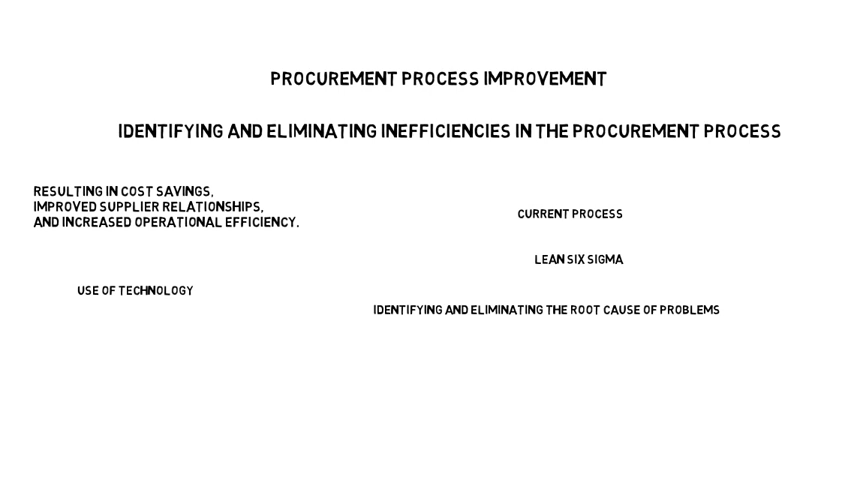 PROCUREMENT PROCESS IMPROVEMENT
IDENTIFYING AND ELIMINATING INEFFICIENCIES IN THE PROCUREMENT PROCESS
RESULTING IN COST SAVINGS,
IMPROVED SUPPLIER RELATIONSHIPS,
AND INCREASED OPERATIONAL EFFICIENCY.
CURRENT PROCESS
LEAN SIX SIGMA
USE OF TECHNOLOGY
IDENTIFYING AND ELIMINATING THE ROOT CAUSE OF PROBLEMS